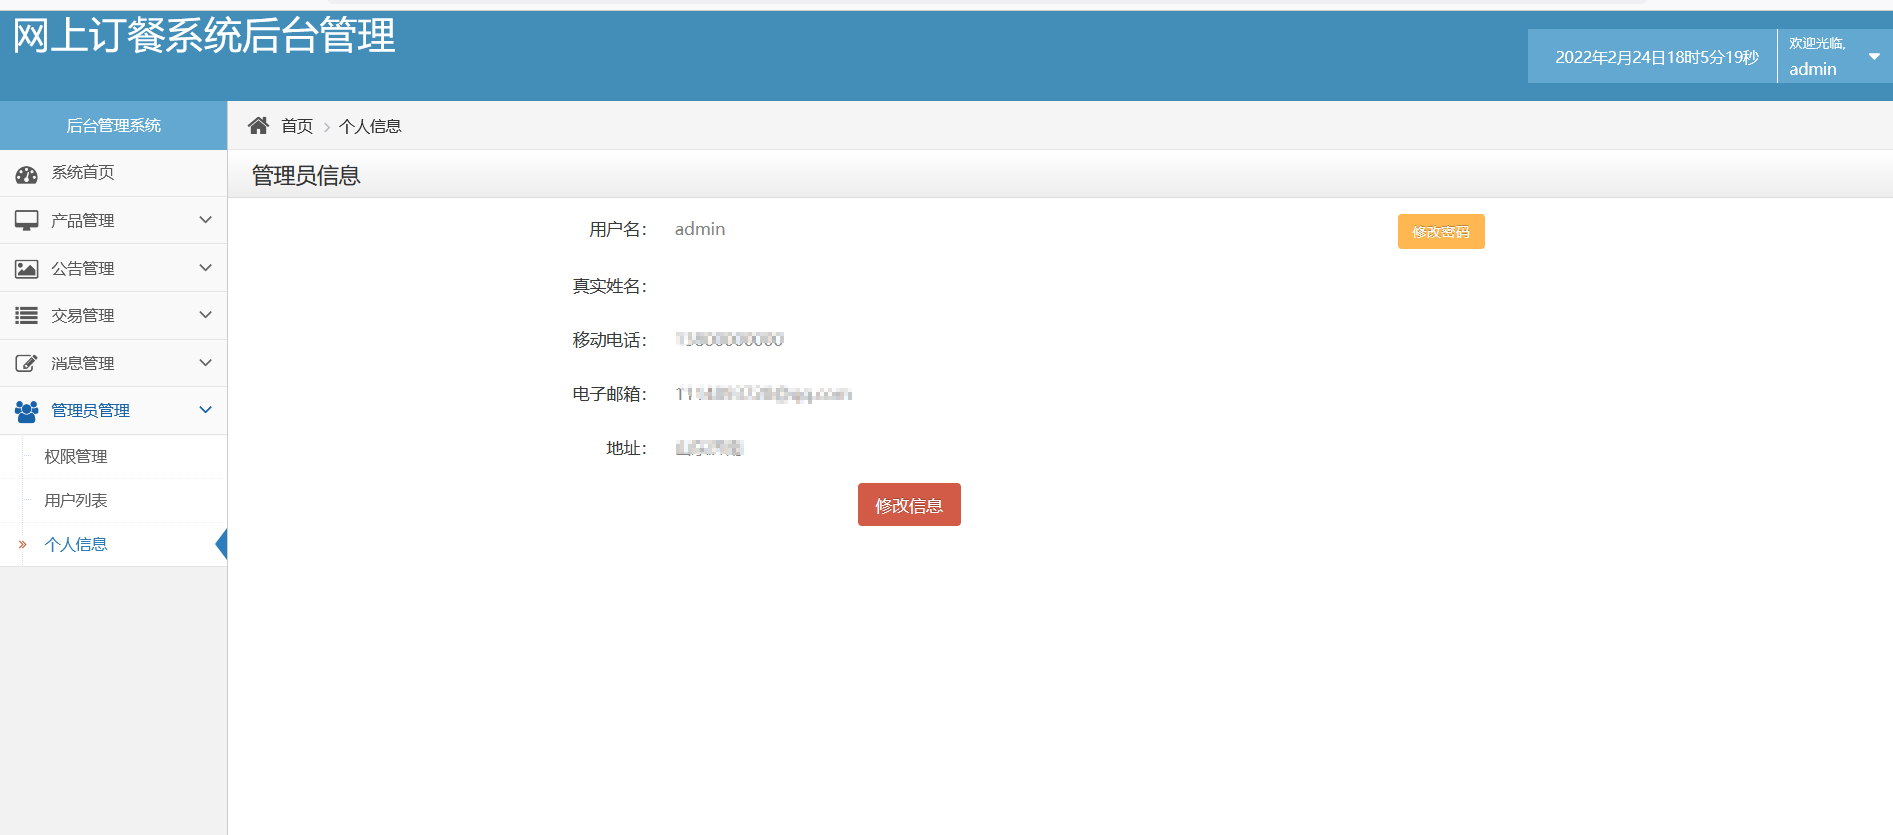 网上订餐系统后台管理
2022年2月24日18时5分19秒
欢迎光临,
admin
后台管理系统
首页
个人信息
系统首页
管理员信息
产品管理
用户名：
admin
修改密码
公告管理
真实姓名：
交易管理
移动电话：
消息管理
电子邮箱：
管理员管理
地址：
权限管理
用户列表
修改信息
个人信息